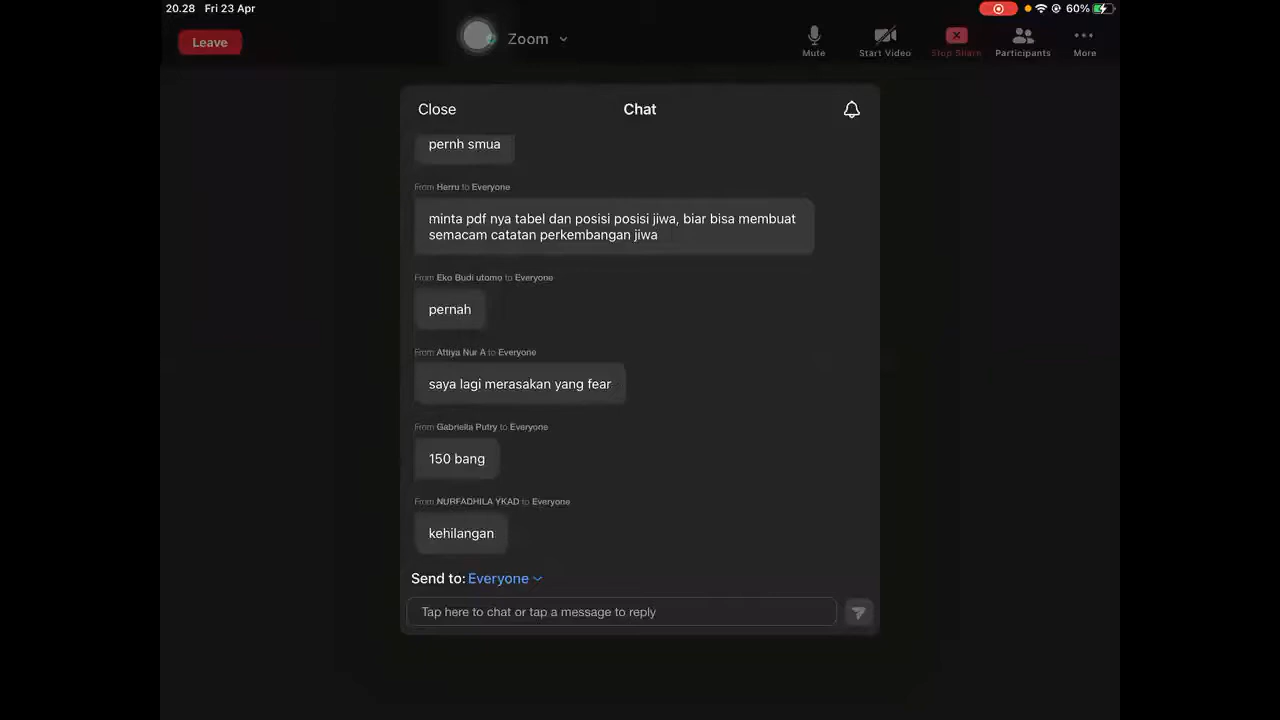 20.28 Fri 23 Apr
60%
Leave
Zoom
Mute
Start Video
Stop Share
Participants
More
Close
Chat
pernh smua
From Herru to Everyone
minta pdf nya tabel dan posisi posisi jiwa, biar bisa membuat
semacam catatan perkembangan jiwa
From Eko Budi utomo to Everyone
pernah
From Attiya Nur A to Everyone
saya lagi merasakan yang fear
From Gabriella Putry to Everyone
150 bang
From NURFADHILA YKAD to Everyone
kehilangan
Send to: Everyone
Tap here to chat or tap a message to reply